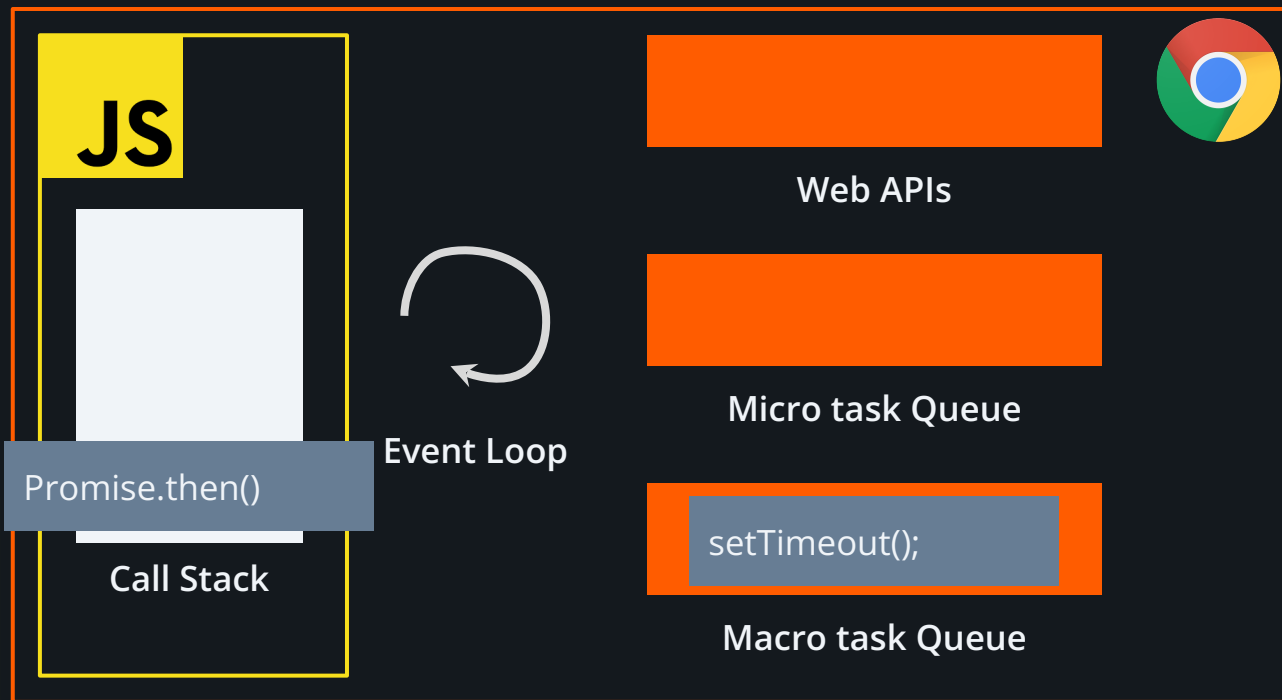 JS
Web APIs
Micro task Queue
Event Loop
Promise.then()
setTimeout();
Call Stack
Macro task Queue